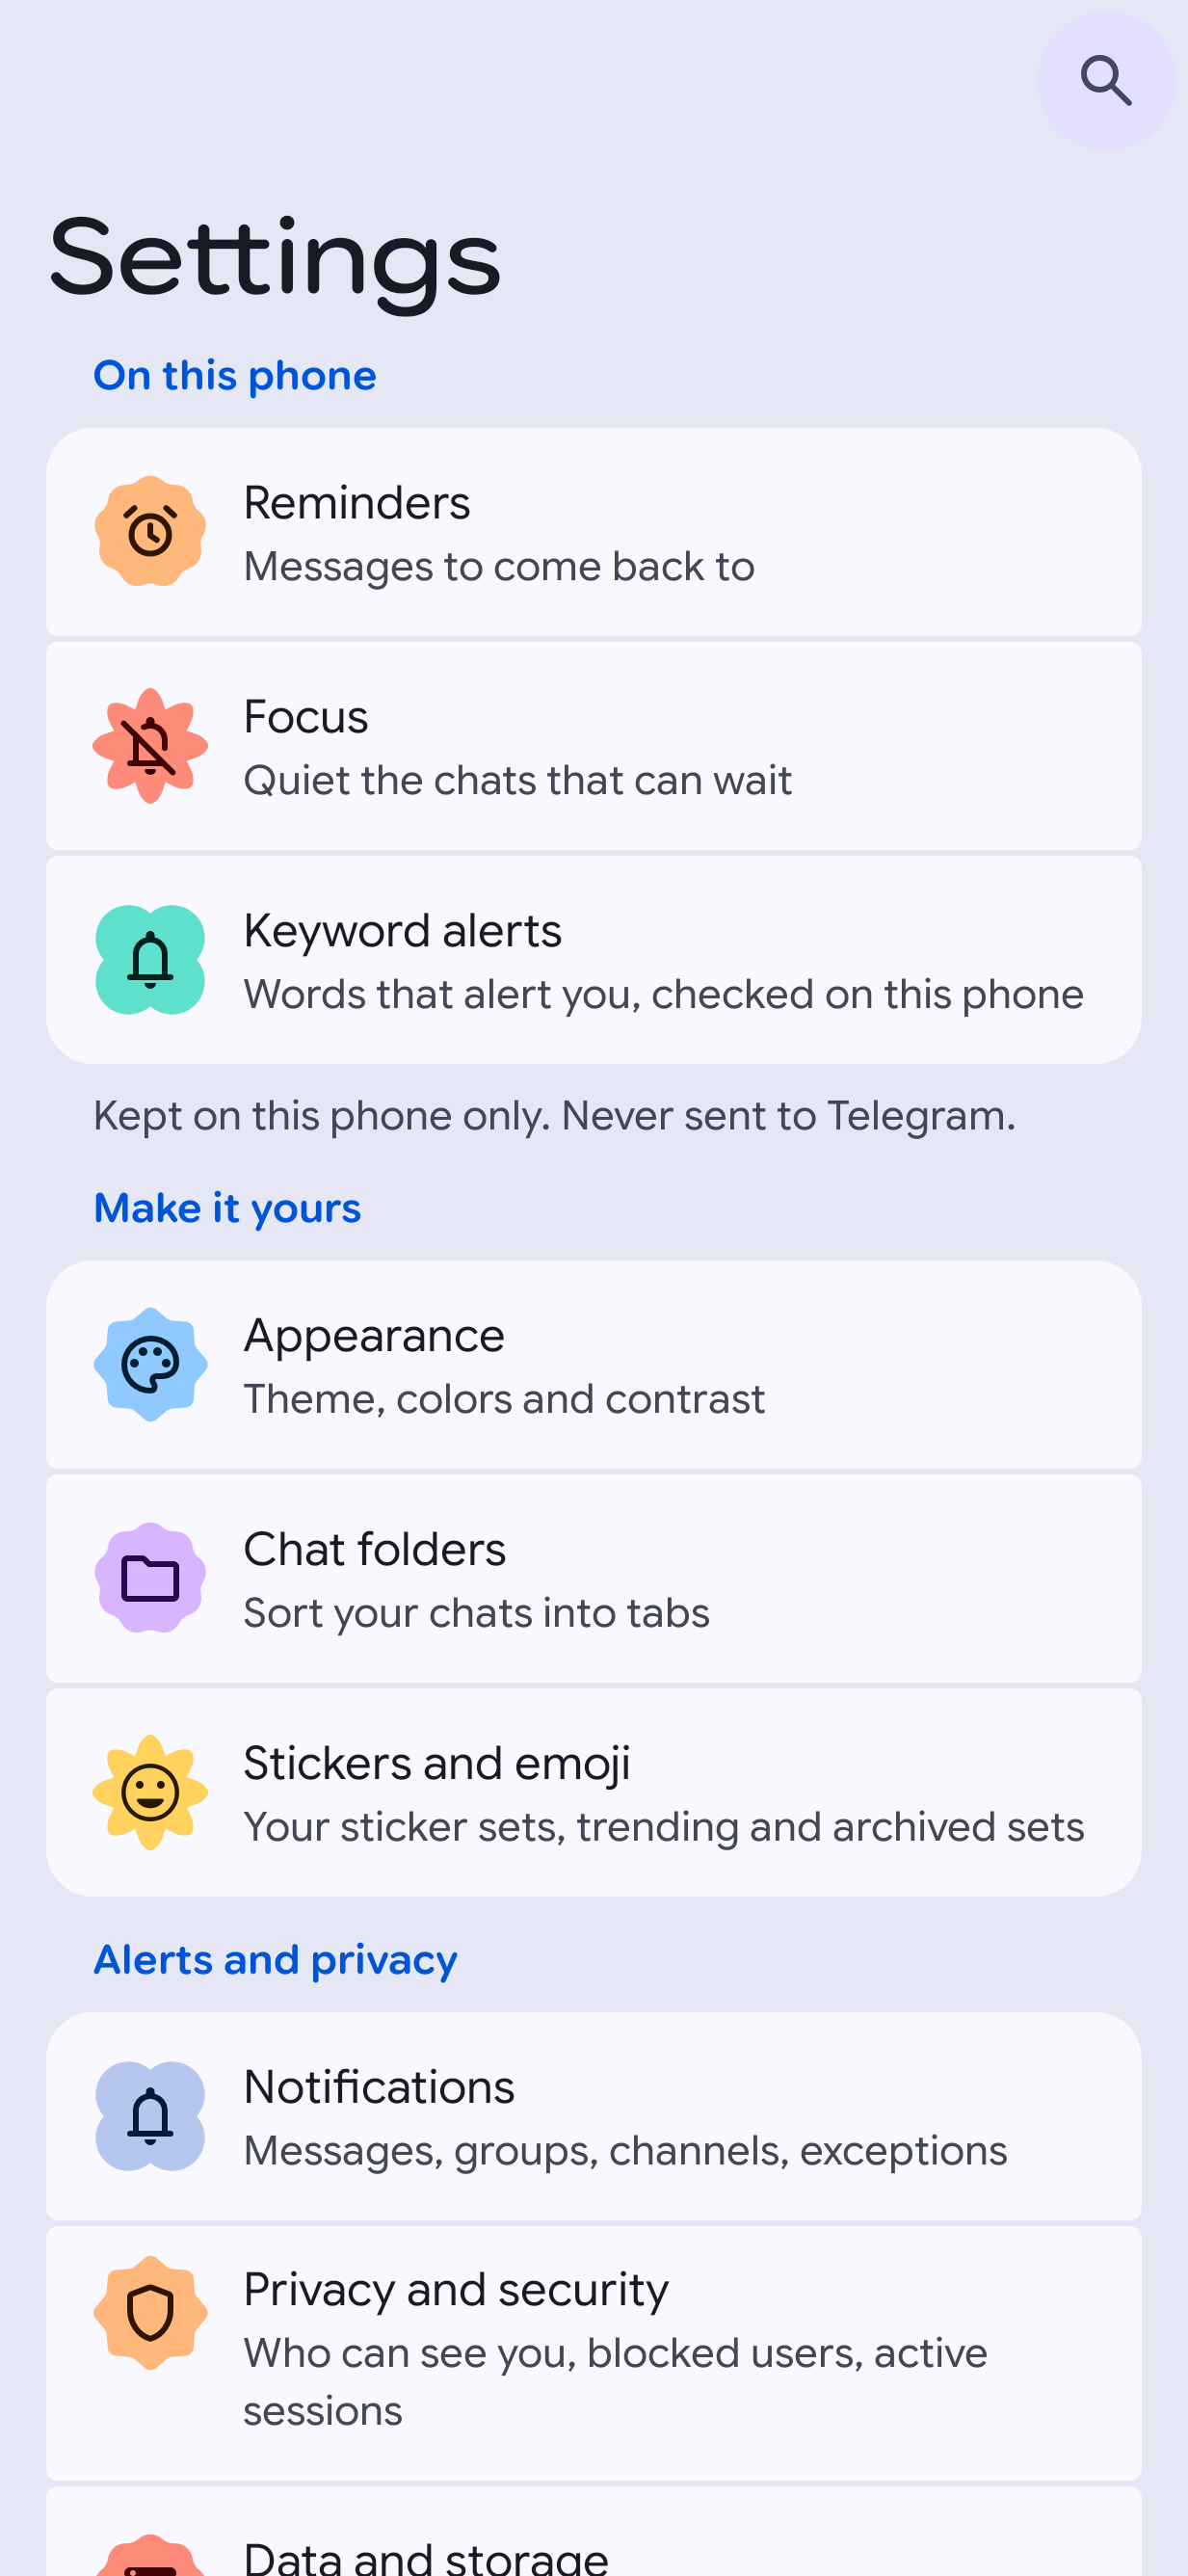 Settings
On this phone
Reminders
Messages to come back to
Focus
Quiet the chats that can wait
Keyword alerts
Words that alert you, checked on this phone
Kept on this phone only. Never sent to Telegram.
Make it yours
Appearance
Theme, colors and contrast
Chat folders
Sort your chats into tabs
Stickers and emoji
Your sticker sets, trending and archived sets
Alerts and privacy
Notifications
Messages, groups, channels, exceptions
Privacy and security
Who can see you, blocked users, active
sessions
Data and storage